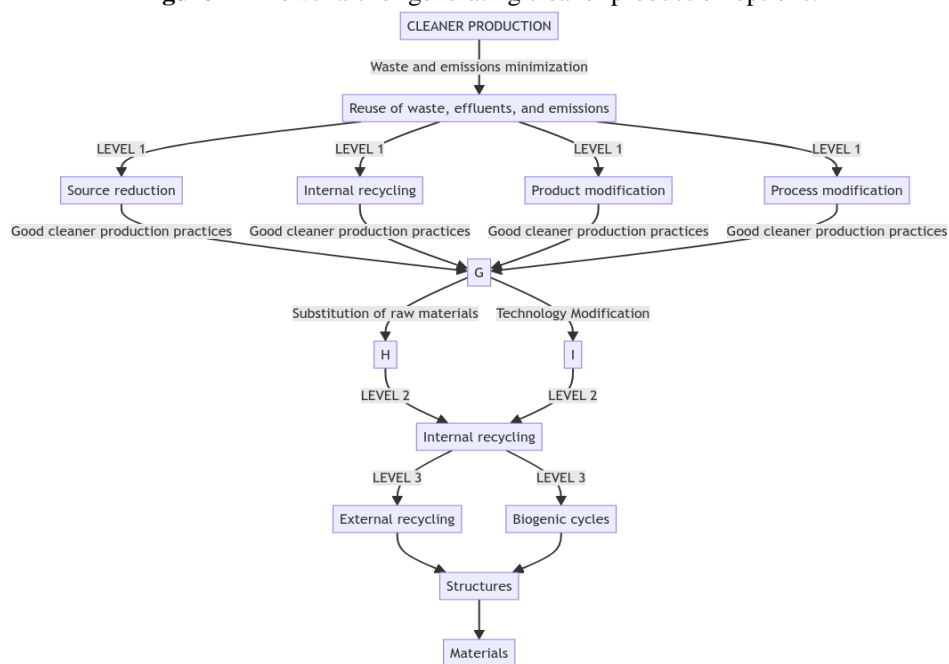 CLEANER PRODUCTION
Waste and emissions minimization
Reuse of waste, effluents, and emissions
LEVEL 1 LEVEL 1 LEVEL 1 LEVEL 1
Source reduction Internal recycling Product modification Process modification
Good cleaner production practices Good cleaner production practices Good cleaner production practices Good cleaner production practices
G
Substitution of raw materials Technology Modification
H I
LEVEL 2 LEVEL 2
Internal recycling
LEVEL 3 LEVEL 3
External recycling Biogenic cycles
Structures
Materials